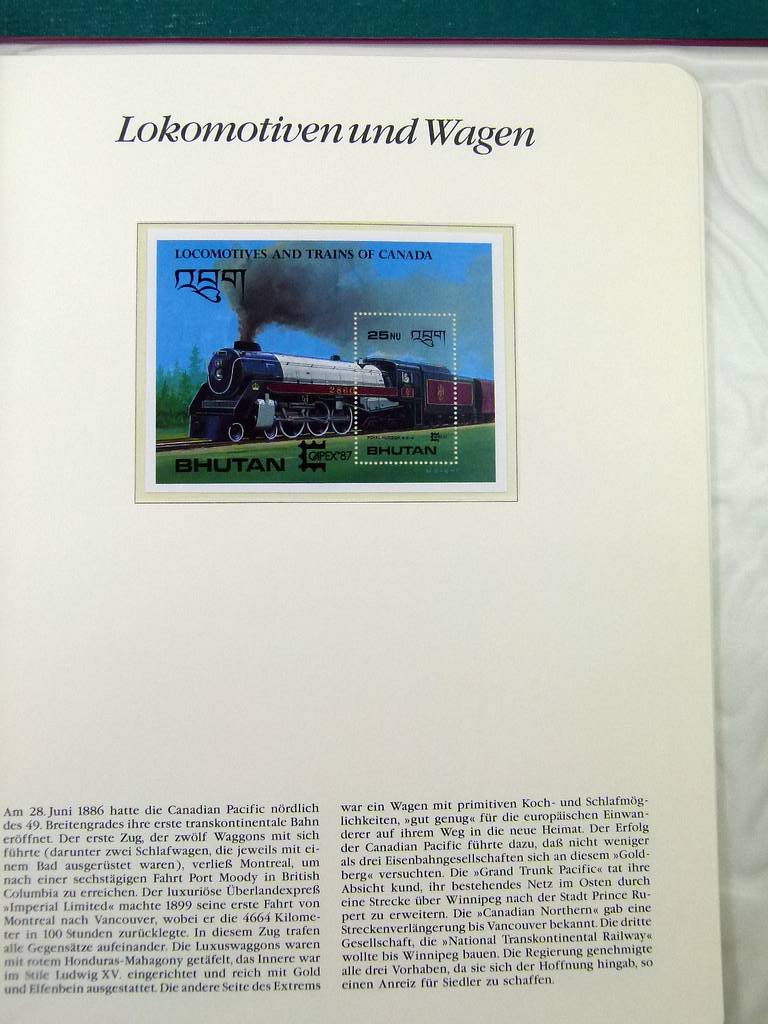 Lokomotiven und Wagen
LOCOMOTIVES AND TRAINS OF CANADA
འབྲུག
25 NU འབྲུག
2860
BHUTAN CAPEX'87
ROYAL HUDSON 4-6-4
BHUTAN
Am 28. Juni 1886 hatte die Canadian Pacific nördlich
des 49. Breitengrades ihre erste transkontinentale Bahn
eröffnet. Der erste Zug, der zwölf Waggons mit sich
führte (darunter zwei Schlafwagen, die jeweils mit ei-
nem Bad ausgerüstet waren), verließ Montreal, um
nach einer sechstägigen Fahrt Port Moody in British
Columbia zu erreichen. Der luxuriöse Überlandexpreß
»Imperial Limited« machte 1899 seine erste Fahrt von
Montreal nach Vancouver, wobei er die 4664 Kilome-
ter in 100 Stunden zurücklegte. In diesem Zug trafen
alle Gegensätze aufeinander. Die Luxuswaggons waren
mit rotem Honduras-Mahagony getäfelt, das Innere war
im Stile Ludwig XV. eingerichtet und reich mit Gold
und Elfenbein ausgestattet. Die andere Seite des Extrems
war ein Wagen mit primitiven Koch- und Schlafmög-
lichkeiten, »gut genug« für die europäischen Einwan-
derer auf ihrem Weg in die neue Heimat. Der Erfolg
der Canadian Pacific führte dazu, daß nicht weniger
als drei Eisenbahngesellschaften sich an diesem »Gold-
berg« versuchten. Die »Grand Trunk Pacific« tat ihre
Absicht kund, ihr bestehendes Netz im Osten durch
eine Strecke über Winnipeg nach der Stadt Prince Ru-
pert zu erweitern. Die »Canadian Northern« gab eine
Streckenverlängerung bis Vancouver bekannt. Die dritte
Gesellschaft, die »National Transkontinental Railway«
wollte bis Winnipeg bauen. Die Regierung genehmigte
alle drei Vorhaben, da sie sich der Hoffnung hingab, so
einen Anreiz für Siedler zu schaffen.